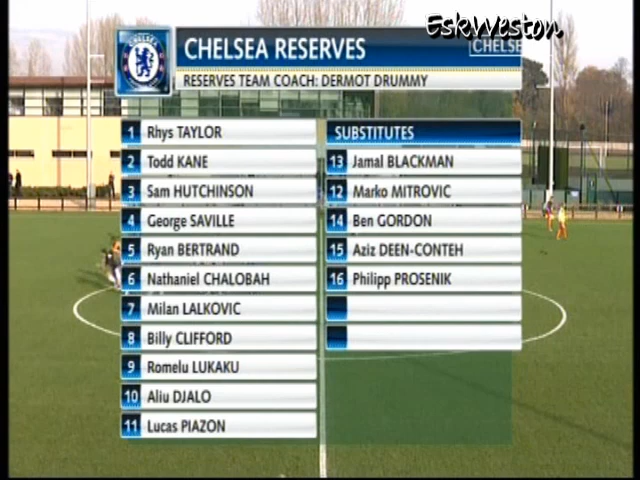 EskWeston
CHELSEA RESERVES
CHELSE
RESERVES TEAM COACH: DERMOT DRUMMY
1 Rhys TAYLOR
2 Todd KANE
3 Sam HUTCHINSON
4 George SAVILLE
5 Ryan BERTRAND
6 Nathaniel CHALOBAH
7 Milan LALKOVIC
8 Billy CLIFFORD
9 Romelu LUKAKU
10 Aliu DJALO
11 Lucas PIAZON
SUBSTITUTES
13 Jamal BLACKMAN
12 Marko MITROVIC
14 Ben GORDON
15 Aziz DEEN-CONTEH
16 Philipp PROSENIK